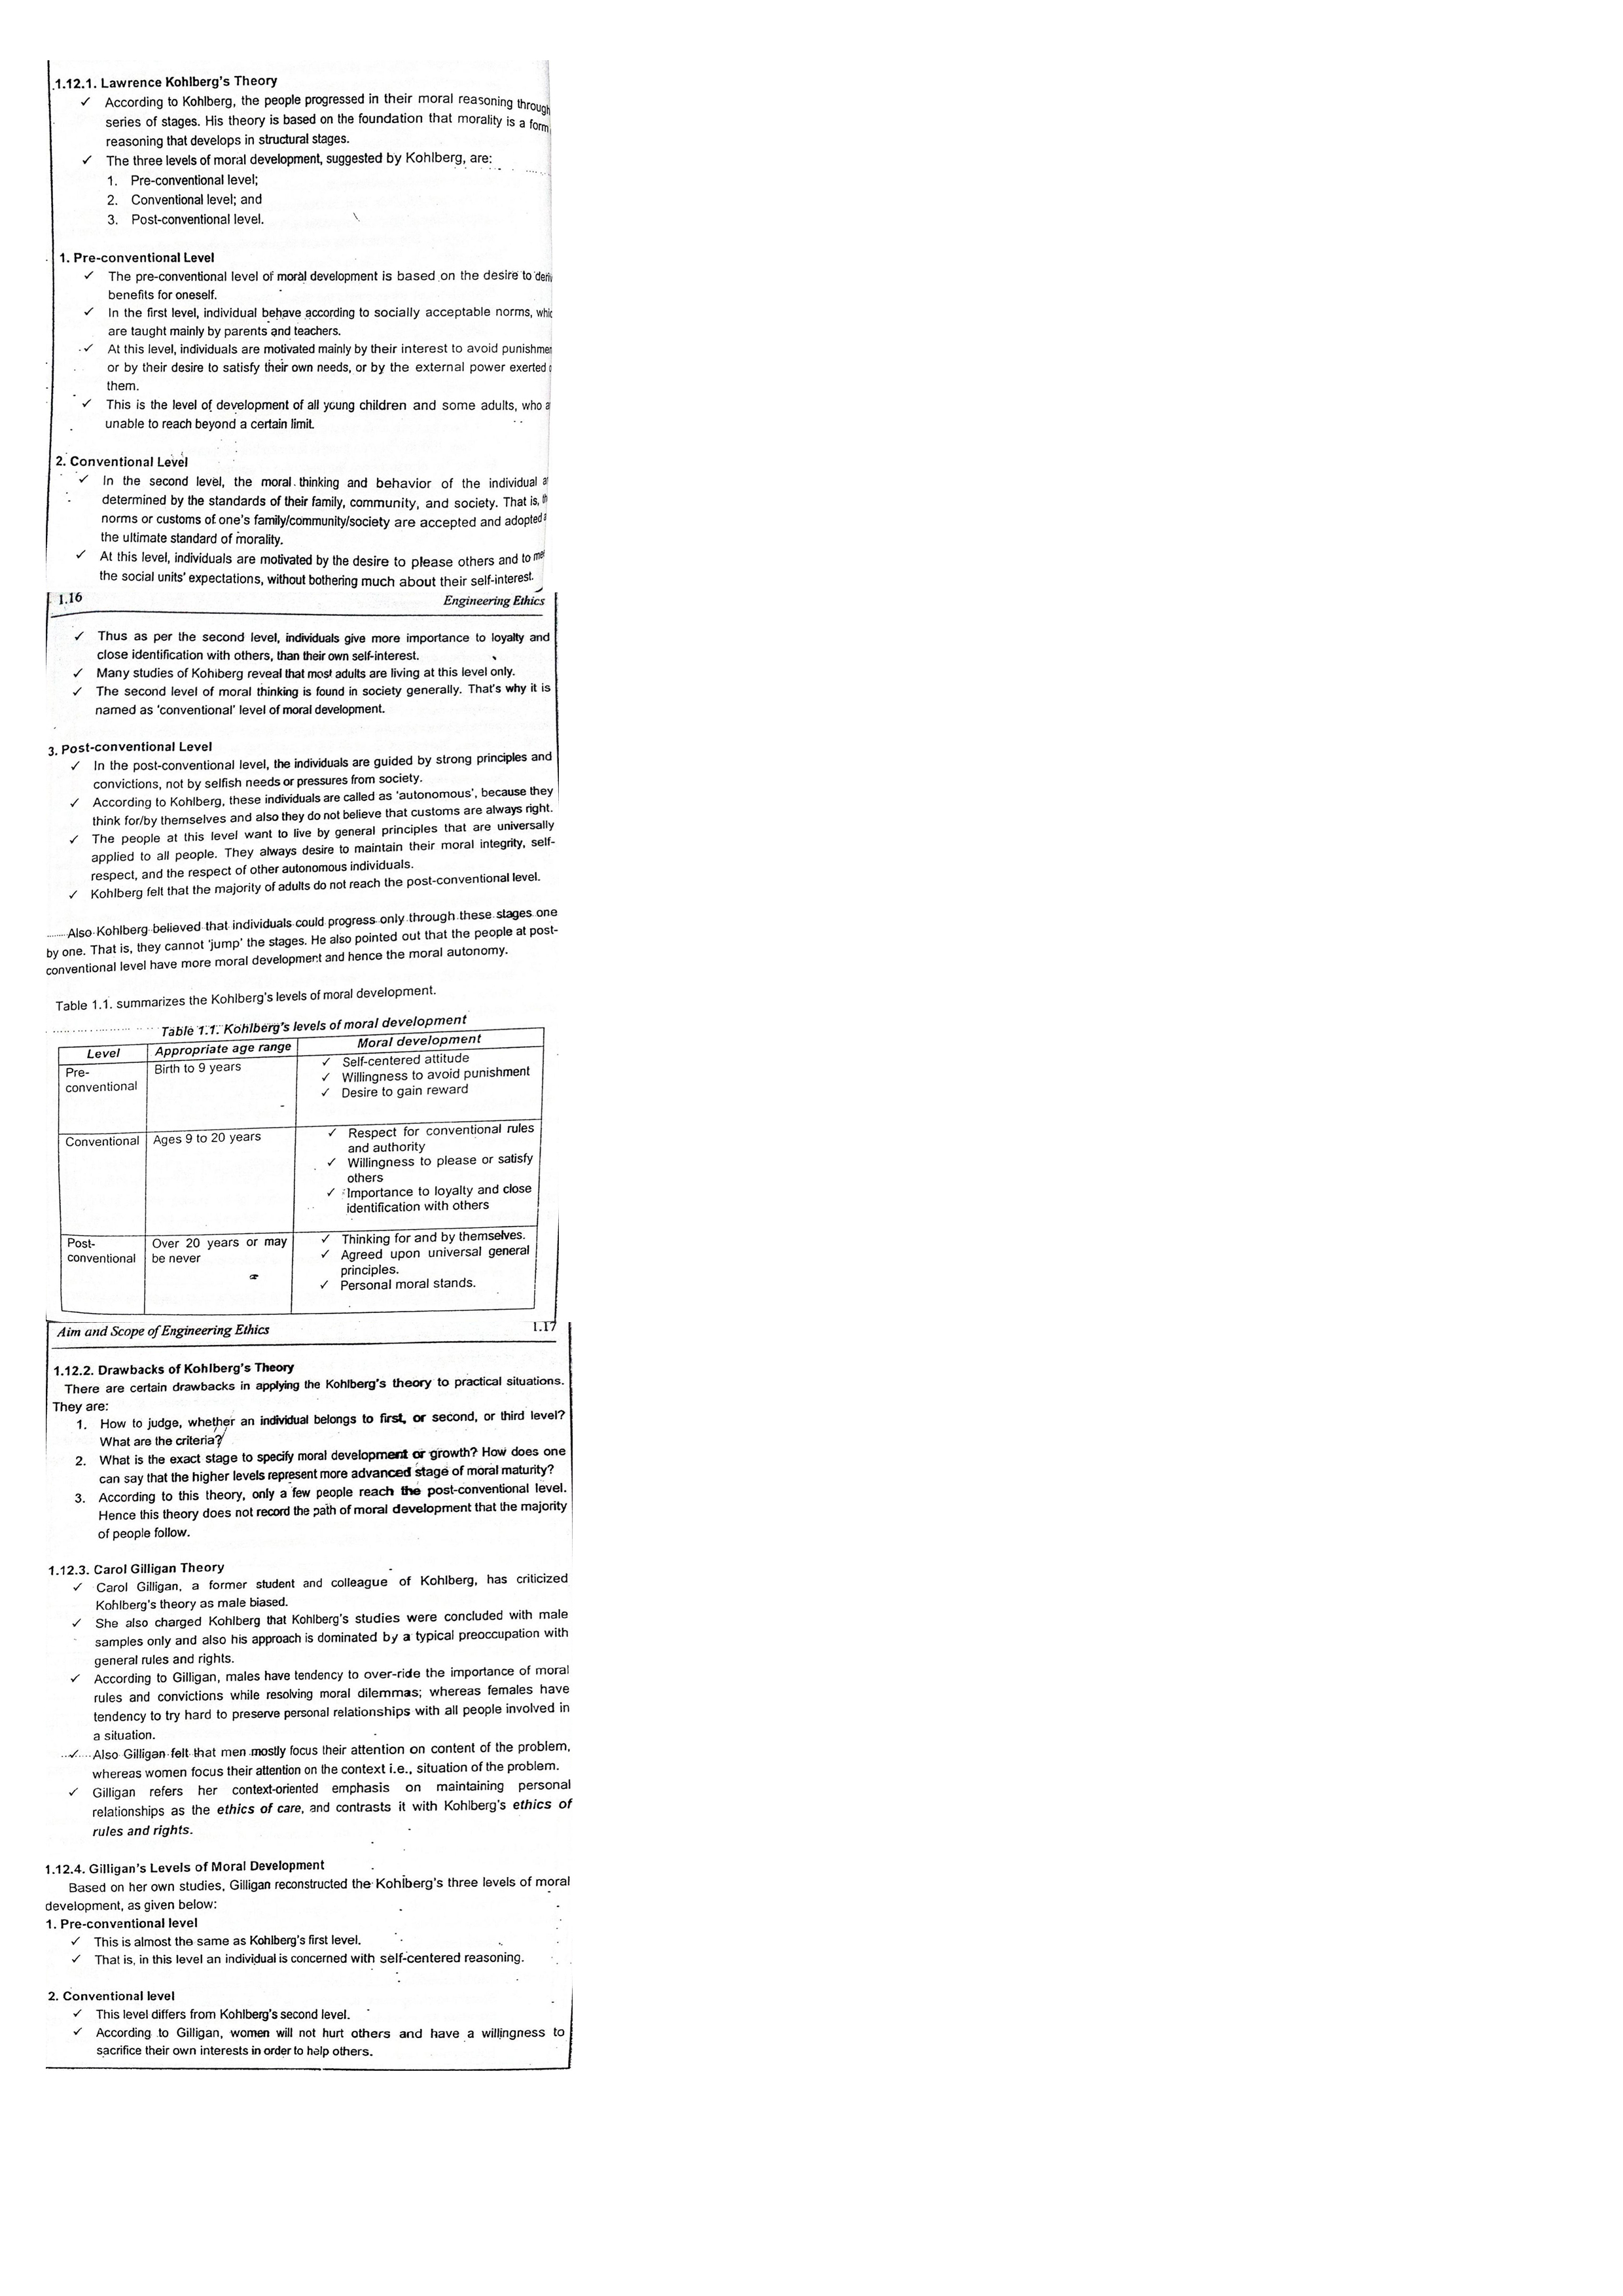 1.12.1. Lawrence Kohlberg's Theory
✓ According to Kohlberg, the people progressed in their moral reasoning through
series of stages. His theory is based on the foundation that morality is a form
reasoning that develops in structural stages.
✓ The three levels of moral development, suggested by Kohlberg, are:
1. Pre-conventional level;
2. Conventional level; and
3. Post-conventional level.
1. Pre-conventional Level
✓ The pre-conventional level of moral development is based on the desire to
benefits for oneself.
✓ In the first level, individual behave according to socially acceptable norms,
are taught mainly by parents and teachers.
✓ At this level, individuals are motivated mainly by their interest to avoid
or by their desire to satisfy their own needs, or by the external power exerted
them.
✓ This is the level of development of all young children and some adults, who
unable to reach beyond a certain limit.
2. Conventional Level
✓ In the second level, the moral thinking and behavior of the individual
determined by the standards of their family, community, and society. That is,
norms or customs of one's family/community/society are accepted and adopted
the ultimate standard of morality.
✓ At this level, individuals are motivated by the desire to please others and to
the social units' expectations, without bothering much about their self-interest.
1.16 Engineering Ethics
✓ Thus as per the second level, individuals give more importance to loyalty and
close identification with others, than their own self-interest.
✓ Many studies of Kohlberg reveal that most adults are living at this level only.
✓ The second level of moral thinking is found in society generally. That's why it is
named as 'conventional' level of moral development.
3. Post-conventional Level
✓ In the post-conventional level, the individuals are guided by strong principles and
convictions, not by selfish needs or pressures from society.
✓ According to Kohlberg, these individuals are called as 'autonomous', because they
think for/by themselves and also they do not believe that customs are always right.
✓ The people at this level want to live by general principles that are universally
applied to all people. They always desire to maintain their moral integrity, self-
respect, and the respect of other autonomous individuals.
✓ Kohlberg felt that the majority of adults do not reach the post-conventional level.
Also Kohlberg believed that individuals could progress only through these stages one
by one. That is, they cannot 'jump' the stages. He also pointed out that the people at post-
conventional level have more moral development and hence the moral autonomy.
Table 1.1. summarizes the Kohlberg's levels of moral development.
Table 1.1. Kohlberg's levels of moral development
Level Appropriate age range Moral development
Pre- Birth to 9 years ✓ Self-centered attitude
conventional ✓ Willingness to avoid punishment
✓ Desire to gain reward
Conventional Ages 9 to 20 years ✓ Respect for conventional rules
and authority
✓ Willingness to please or satisfy
others
✓ Importance to loyalty and close
identification with others
Post- Over 20 years or may ✓ Thinking for and by themselves.
conventional be never ✓ Agreed upon universal general
principles.
✓ Personal moral stands.
Aim and Scope of Engineering Ethics 1.17
1.12.2. Drawbacks of Kohlberg's Theory
There are certain drawbacks in applying the Kohlberg's theory to practical situations.
They are:
1. How to judge, whether an individual belongs to first, or second, or third level?
What are the criteria?
2. What is the exact stage to specify moral development or growth? How does one
can say that the higher levels represent more advanced stage of moral maturity?
3. According to this theory, only a few people reach the post-conventional level.
Hence this theory does not record the path of moral development that the majority
of people follow.
1.12.3. Carol Gilligan Theory
✓ Carol Gilligan, a former student and colleague of Kohlberg, has criticized
Kohlberg's theory as male biased.
✓ She also charged Kohlberg that Kohlberg's studies were concluded with male
samples only and also his approach is dominated by a typical preoccupation with
general rules and rights.
✓ According to Gilligan, males have tendency to over-ride the importance of moral
rules and convictions while resolving moral dilemmas; whereas females have
tendency to try hard to preserve personal relationships with all people involved in
a situation.
✓ Also Gilligan felt that men mostly focus their attention on content of the problem,
whereas women focus their attention on the context i.e., situation of the problem.
✓ Gilligan refers her context-oriented emphasis on maintaining personal
relationships as the ethics of care, and contrasts it with Kohlberg's ethics of
rules and rights.
1.12.4. Gilligan's Levels of Moral Development
Based on her own studies, Gilligan reconstructed the Kohlberg's three levels of moral
development, as given below:
1. Pre-conventional level
✓ This is almost the same as Kohlberg's first level.
✓ That is, in this level an individual is concerned with self-centered reasoning.
2. Conventional level
✓ This level differs from Kohlberg's second level.
✓ According to Gilligan, women will not hurt others and have a willingness to
sacrifice their own interests in order to help others.